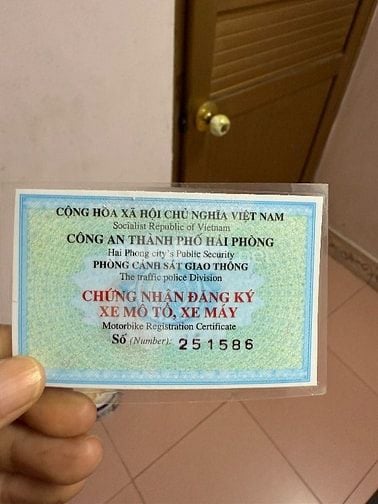 CỘNG HÒA XÃ HỘI CHỦ NGHĨA VIỆT NAM
Socialist Republic of Vietnam
CÔNG AN THÀNH PHỐ HẢI PHÒNG
Hai Phong city's Public Security
PHÒNG CẢNH SÁT GIAO THÔNG
The traffic police Division
CHỨNG NHẬN ĐĂNG KÝ
XE MÔ TÔ, XE MÁY
Motorbike Registration Certificate
Số (Number): 251586